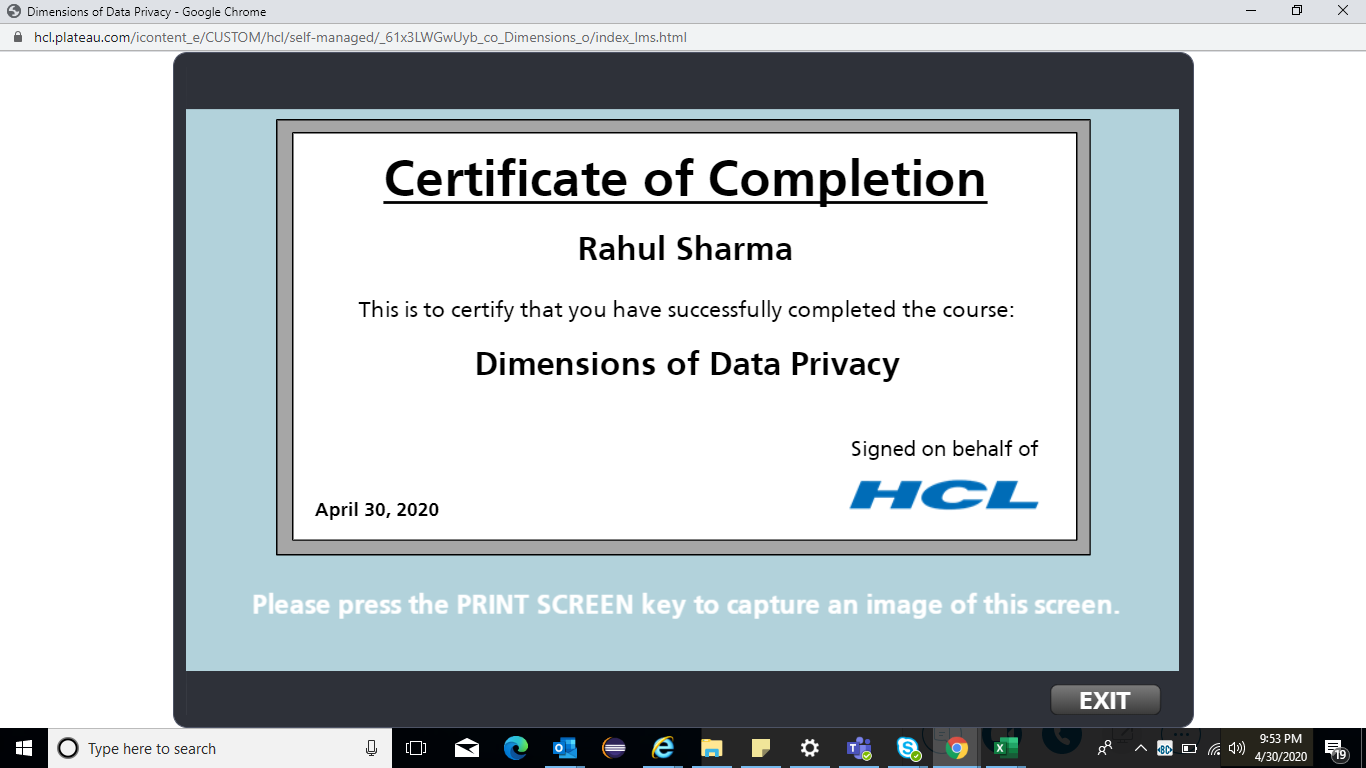 Dimensions of Data Privacy - Google Chrome
hcl.plateau.com/icontent_e/CUSTOM/hcl/self-managed/_61x3LWGwUyb_co_Dimensions_o/index_lms.html
Certificate of Completion
Rahul Sharma
This is to certify that you have successfully completed the course:
Dimensions of Data Privacy
Signed on behalf of
HCL
April 30, 2020
Please press the PRINT SCREEN key to capture an image of this screen.
EXIT
Type here to search
9:53 PM
4/30/2020
19